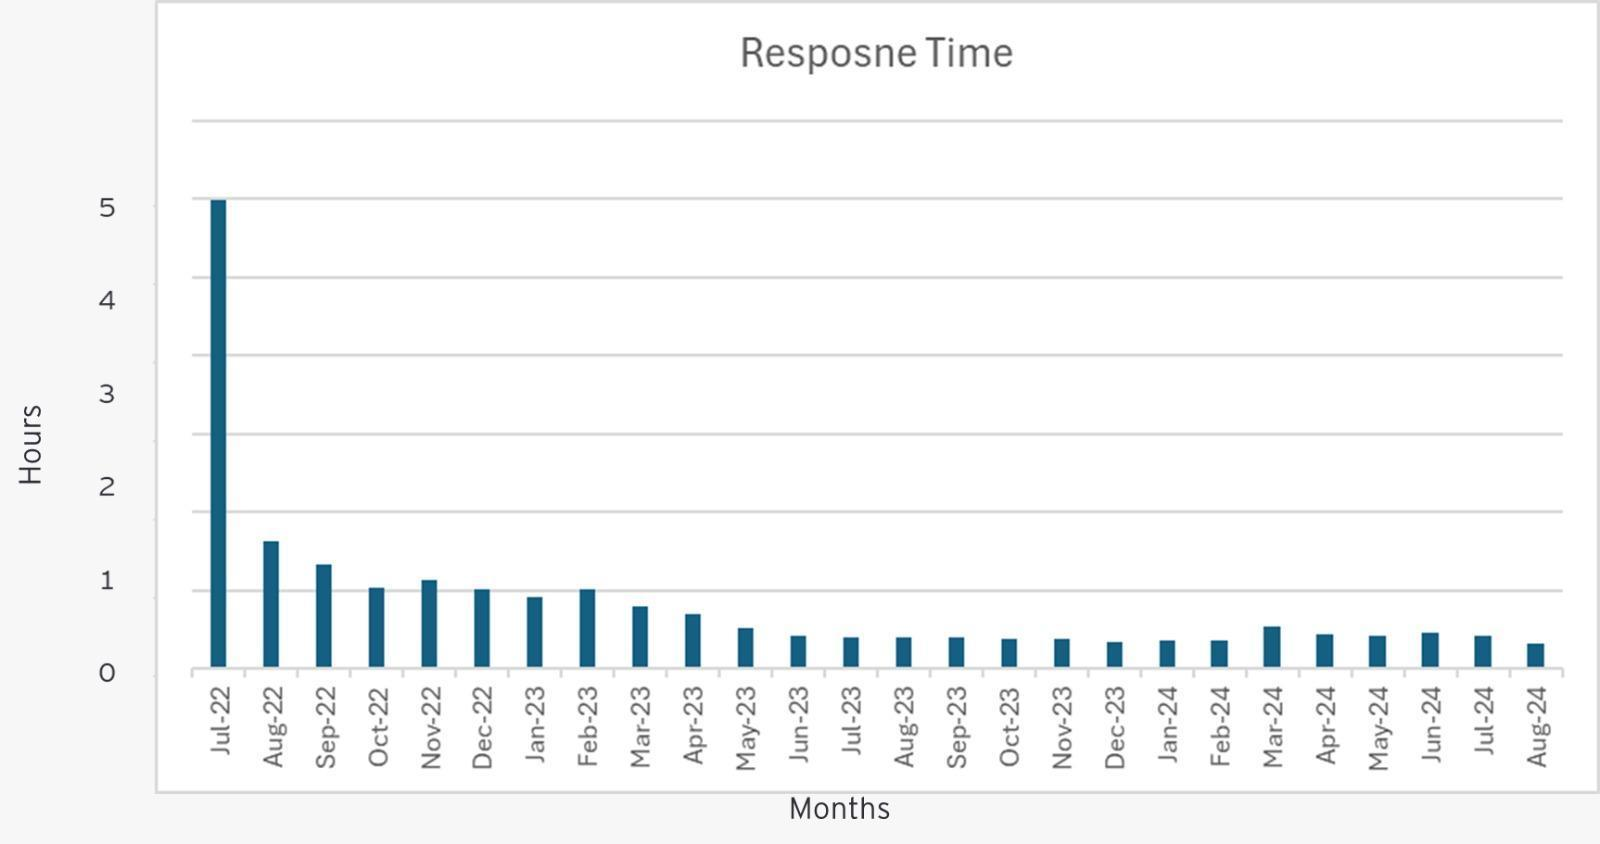 Resposne Time
5
4
3
2
1
0
Hours
Jul-22
Aug-22
Sep-22
Oct-22
Nov-22
Dec-22
Jan-23
Feb-23
Mar-23
Apr-23
May-23
Jun-23
Jul-23
Aug-23
Sep-23
Oct-23
Nov-23
Dec-23
Jan-24
Feb-24
Mar-24
Apr-24
May-24
Jun-24
Jul-24
Aug-24
Months